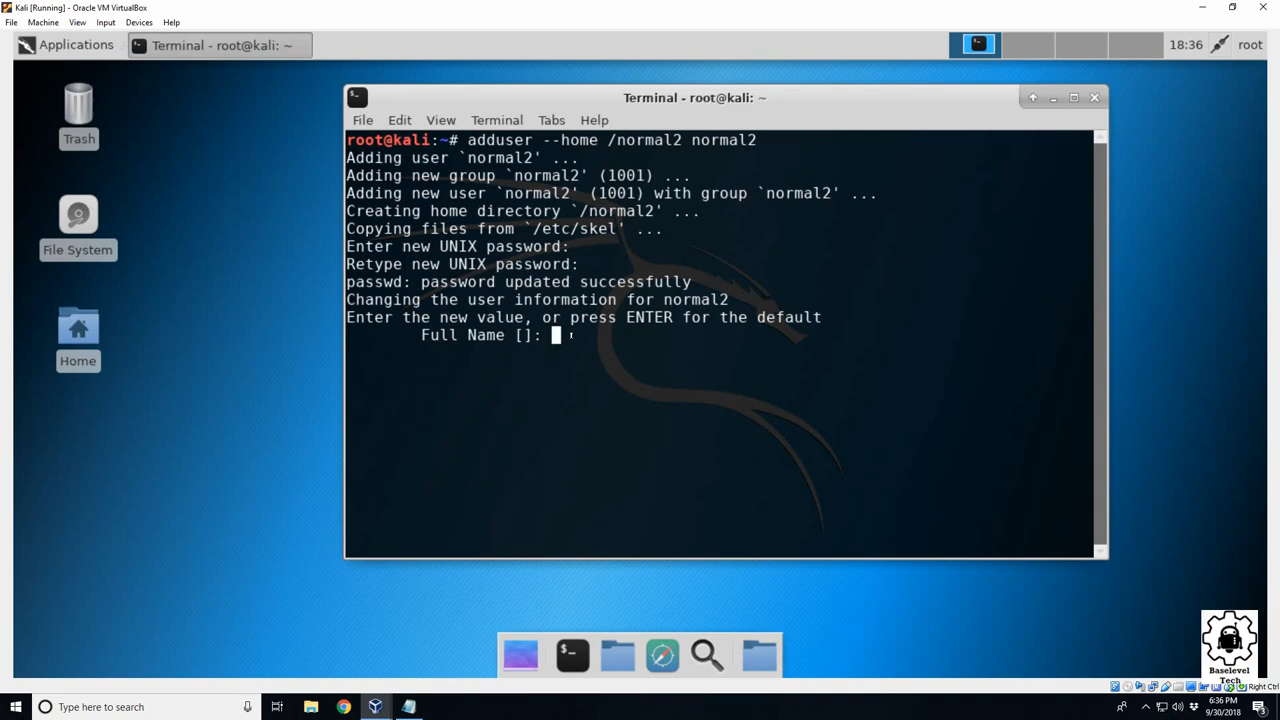 Kali [Running] - Oracle VM VirtualBox
File Machine View Input Devices Help
Applications
Terminal - root@kali: ~
18:36
root
Trash
File System
Home
Terminal - root@kali: ~
File Edit View Terminal Tabs Help
root@kali:~# adduser --home /normal2 normal2
Adding user `normal2' ...
Adding new group `normal2' (1001) ...
Adding new user `normal2' (1001) with group `normal2' ...
Creating home directory `/normal2' ...
Copying files from `/etc/skel' ...
Enter new UNIX password:
Retype new UNIX password:
passwd: password updated successfully
Changing the user information for normal2
Enter the new value, or press ENTER for the default
Full Name []:
Baselevel
Tech
Right Ctrl
Type here to search
6:36 PM
9/30/2018
3